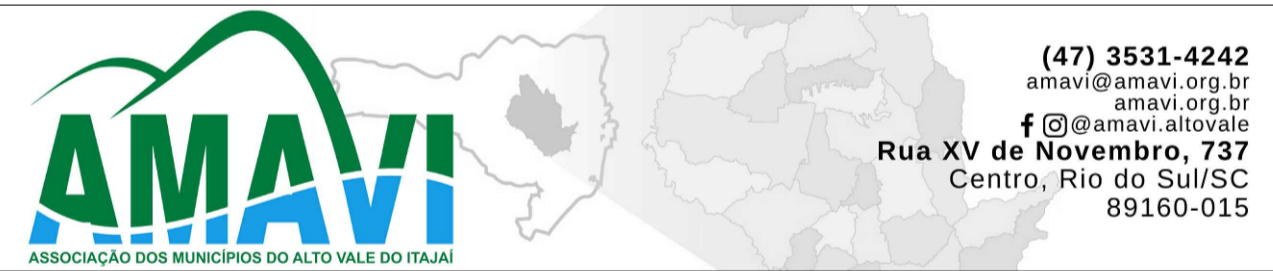 AMAVI
ASSOCIAÇÃO DOS MUNICÍPIOS DO ALTO VALE DO ITAJAÍ
(47) 3531-4242
amavi@amavi.org.br
amavi.org.br
@amavi.altovale
Rua XV de Novembro, 737
Centro, Rio do Sul/SC
89160-015